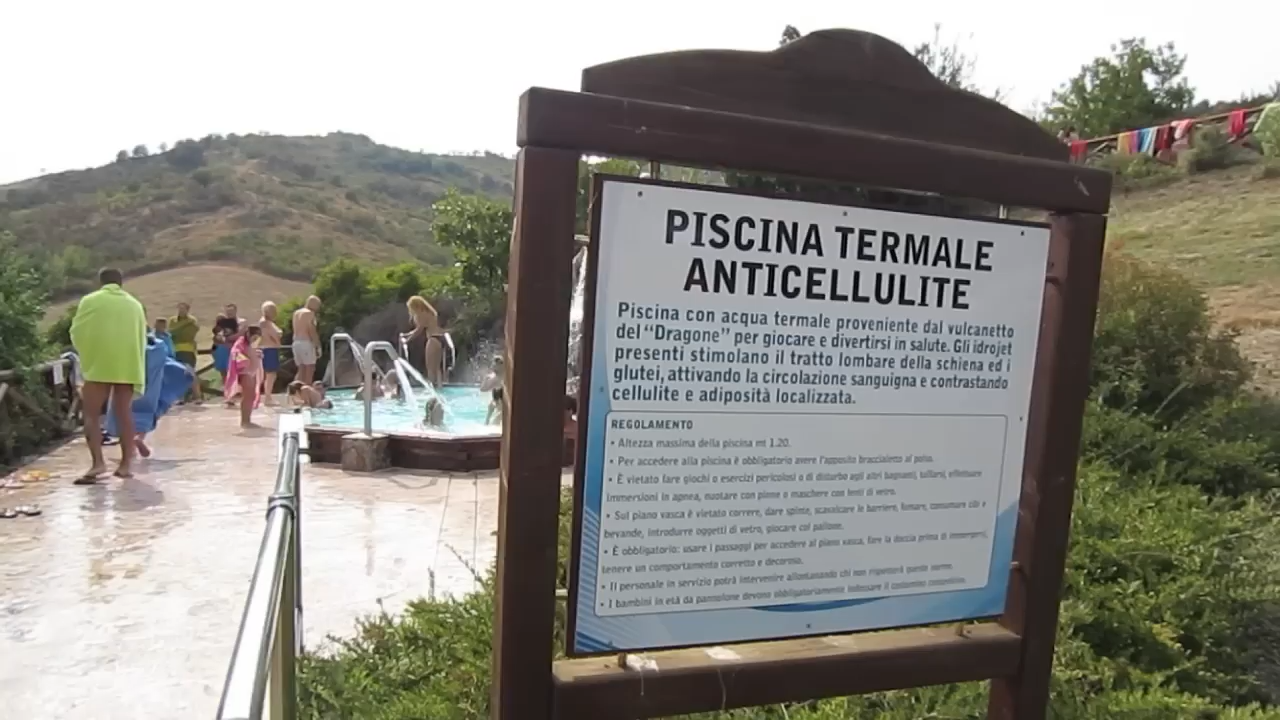 PISCINA TERMALE
ANTICELLULITE
Piscina con acqua termale proveniente dal vulcanetto
del “Dragone” per giocare e divertirsi in salute. Gli idrojet
presenti stimolano il tratto lombare della schiena ed i
glutei, attivando la circolazione sanguigna e contrastando
cellulite e adiposità localizzata.
REGOLAMENTO
• Altezza massima della piscina mt 1.20.
• Per accedere alla piscina è obbligatorio avere l'apposito braccialetto al polso.
• È vietato fare giochi o esercizi pericolosi o di disturbo agli altri bagnanti, tuffarsi, effettuare
immersioni in apnea, nuotare con pinne o maschere con lenti di vetro.
• Sul piano vasca è vietato correre, dare spinte, scavalcare le barriere, fumare, consumare cibi e
bevande, introdurre oggetti di vetro, giocare col pallone.
• È obbligatorio: usare i passaggi per accedere al piano vasca, fare la doccia prima di immergersi,
tenere un comportamento corretto e decoroso.
• Il personale in servizio potrà intervenire allontanando chi non rispetterà queste norme.
• I bambini in età da pannolone devono obbligatoriamente indossare il costumino contenitivo.